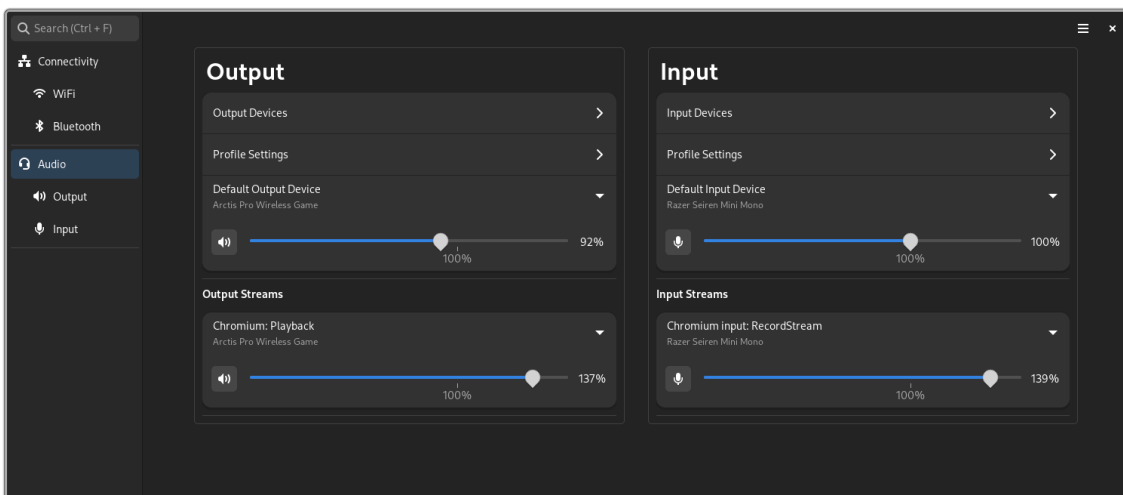 Search (Ctrl + F)
Connectivity
WiFi
Bluetooth
Audio
Output
Input
Output
Output Devices
Profile Settings
Default Output Device
Arctis Pro Wireless Game
92%
100%
Output Streams
Chromium: Playback
Arctis Pro Wireless Game
137%
100%
Input
Input Devices
Profile Settings
Default Input Device
Razer Seiren Mini Mono
100%
100%
Input Streams
Chromium input: RecordStream
Razer Seiren Mini Mono
139%
100%